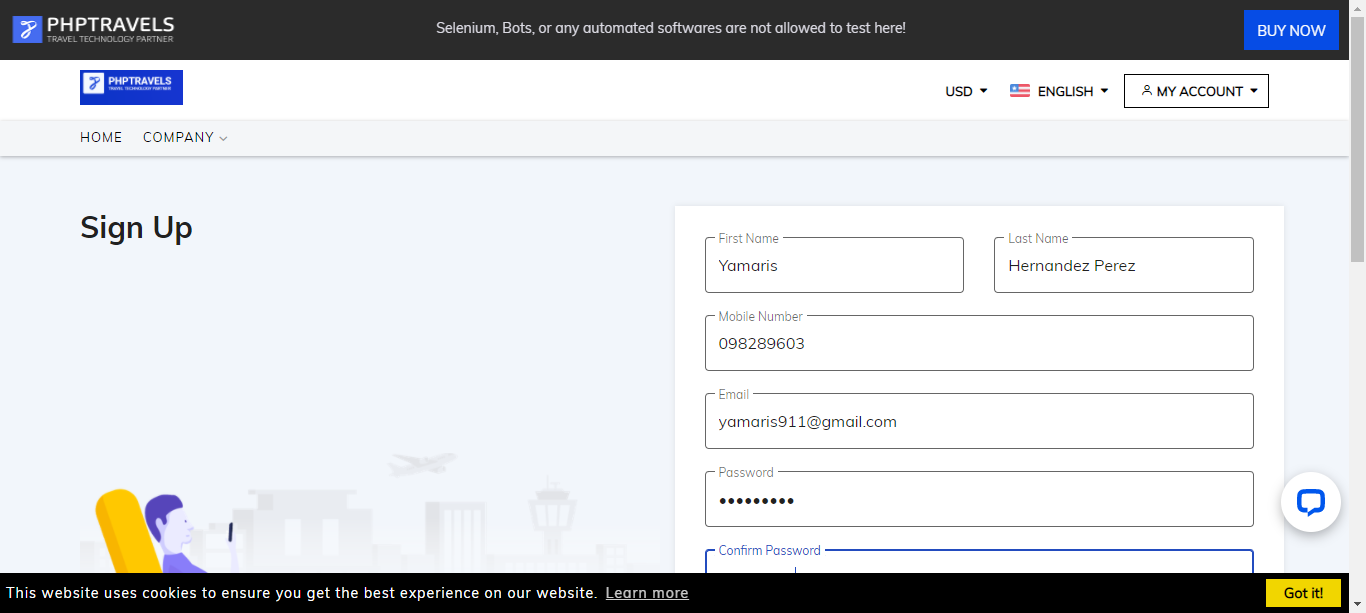 PHPTRAVELS
TRAVEL TECHNOLOGY PARTNER
Selenium, Bots, or any automated softwares are not allowed to test here!
BUY NOW
PHPTRAVELS
TRAVEL TECHNOLOGY PARTNER
USD
ENGLISH
MY ACCOUNT
HOME
COMPANY
Sign Up
First Name
Yamaris
Last Name
Hernandez Perez
Mobile Number
098289603
Email
yamaris911@gmail.com
Password
•••••••••
Confirm Password
This website uses cookies to ensure you get the best experience on our website. Learn more
Got it!